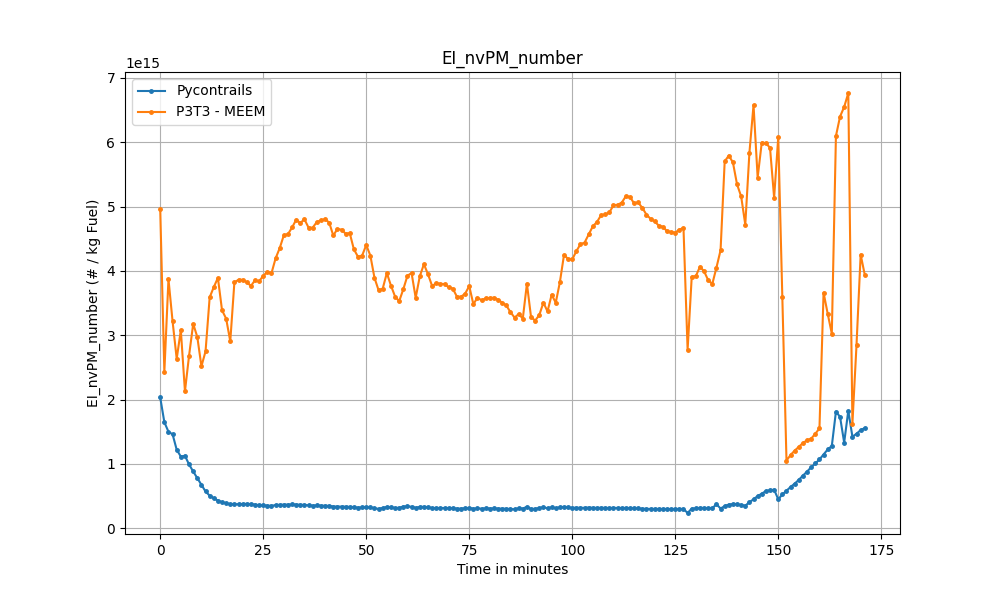 EI_nvPM_number
1e15
7
6
5
4
3
2
1
0
EI_nvPM_number (# / kg Fuel)
Pycontrails
P3T3 - MEEM
0 25 50 75 100 125 150 175
Time in minutes